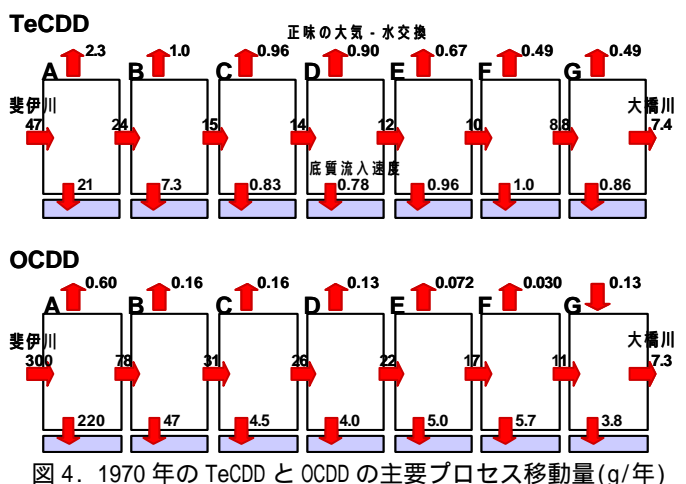 TeCDD
正味の大気 - 水交換
2.3 1.0 0.96 0.90 0.67 0.49 0.49
A B C D E F G
斐伊川 大橋川
47 24 15 14 12 10 8.8 7.4
底質流入速度
21 7.3 0.83 0.78 0.96 1.0 0.86
OCDD
0.60 0.16 0.16 0.13 0.072 0.030 0.13
A B C D E F G
斐伊川 大橋川
300 78 31 26 22 17 11 7.3
220 47 4.5 4.0 5.0 5.7 3.8
図 4. 1970 年の TeCDD と OCDD の主要プロセス移動量(g/年)